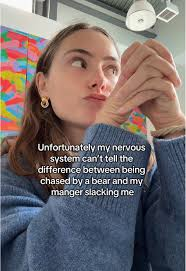 Unfortunately my nervous
system can't tell the
difference between being
chased by a bear and my
manger slacking me